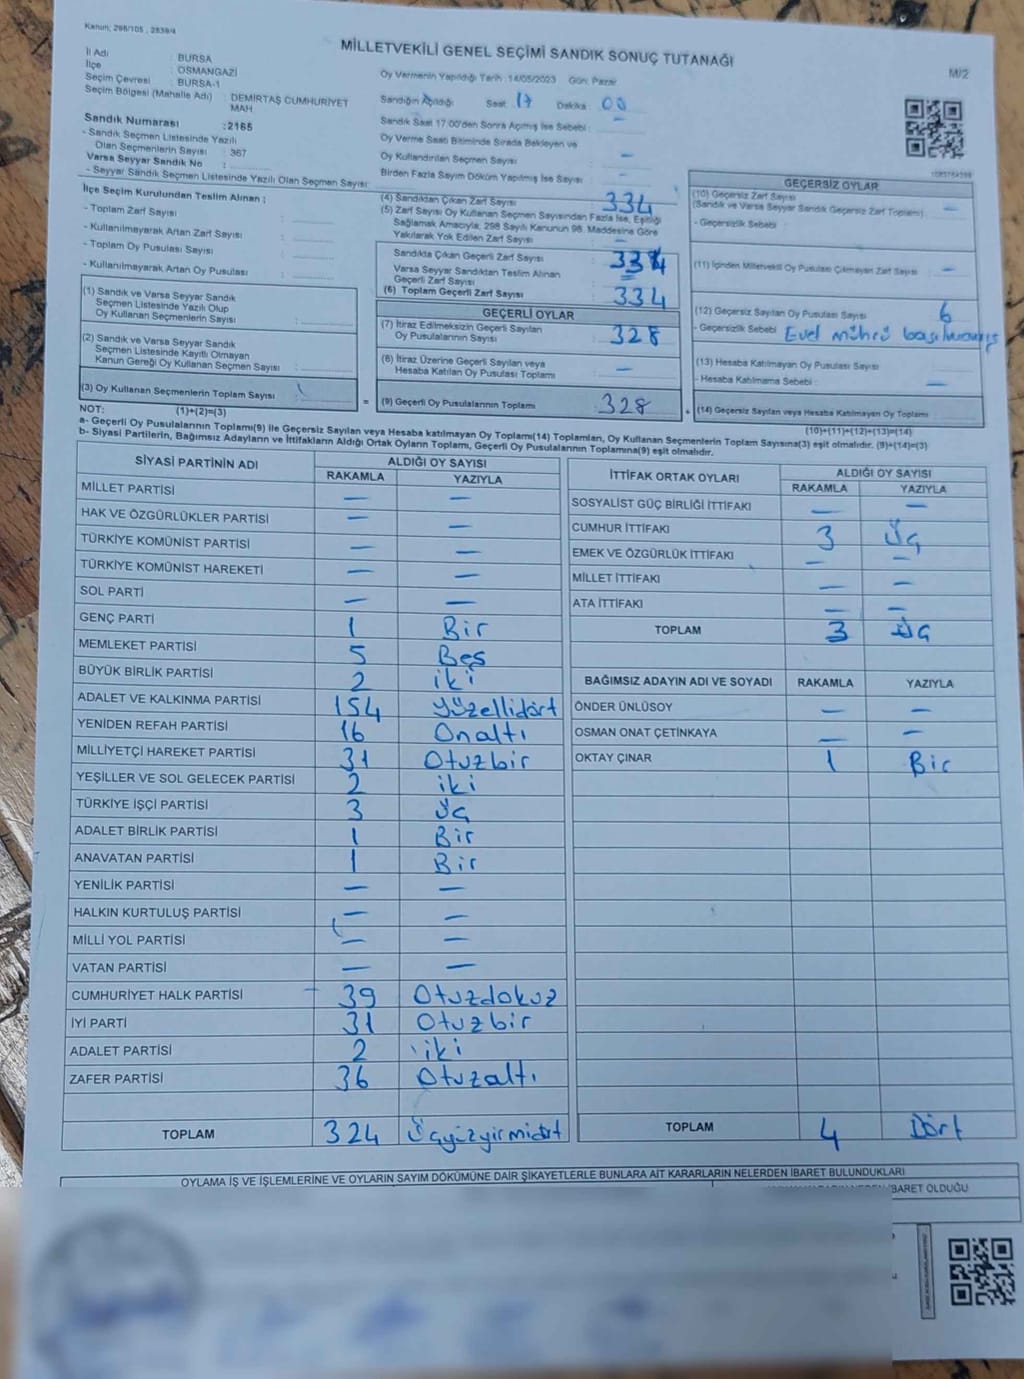 Kanun; 298/105 , 2839/4
MİLLETVEKİLİ GENEL SEÇİMİ SANDIK SONUÇ TUTANAĞI
M/2
İl Adı : BURSA
İlçe : OSMANGAZİ
Seçim Çevresi : BURSA-1
Seçim Bölgesi (Mahalle Adı) : DEMİRTAŞ CUMHURİYET MAH
Sandık Numarası :2165
- Sandık Seçmen Listesinde Yazılı
Olan Seçmenlerin Sayısı : 367
Varsa Seyyar Sandık No :
- Seyyar Sandık Seçmen Listesinde Yazılı Olan Seçmen Sayısı:
Oy Vermenin Yapıldığı Tarih :14/05/2023 Gün: Pazar
Sandığın Açıldığı Saat 17 Dakika 00
Sandık Saat 17:00'den Sonra Açılmış İse Sebebi : —
Oy Verme Saati Bitiminde Sırada Bekleyen ve
Oy Kullandırılan Seçmen Sayısı —
Birden Fazla Sayım Döküm Yapılmış İse Sayısı —
İlçe Seçim Kurulundan Teslim Alınan ;
- Toplam Zarf Sayısı :
- Kullanılmayarak Artan Zarf Sayısı :
- Toplam Oy Pusulası Sayısı :
- Kullanılmayarak Artan Oy Pusulası :
(1) Sandık ve Varsa Seyyar Sandık
Seçmen Listesinde Yazılı Olup
Oy Kullanan Seçmenlerin Sayısı :
(2) Sandık ve Varsa Seyyar Sandık
Seçmen Listesinde Kayıtlı Olmayan
Kanun Gereği Oy Kullanan Seçmen Sayısı :
(3) Oy Kullanan Seçmenlerin Toplam Sayısı :
(1)+(2)=(3)
(4) Sandıktan Çıkan Zarf Sayısı 334
(5) Zarf Sayısı Oy Kullanan Seçmen Sayısından Fazla İse, Eşitliği
Sağlamak Amacıyla, 298 Sayılı Kanunun 98. Maddesine Göre
Yakılarak Yok Edilen Zarf Sayısı —
Sandıkta Çıkan Geçerli Zarf Sayısı 334
Varsa Seyyar Sandıktan Teslim Alınan
Geçerli Zarf Sayısı —
(6) Toplam Geçerli Zarf Sayısı 334
GEÇERLİ OYLAR
(7) İtiraz Edilmeksizin Geçerli Sayılan
Oy Pusulalarının Sayısı : 328
(8) İtiraz Üzerine Geçerli Sayılan veya
Hesaba Katılan Oy Pusulası Toplamı —
= (9) Geçerli Oy Pusulalarının Toplamı 328
GEÇERSİZ OYLAR
(10) Geçersiz Zarf Sayısı
(Sandık ve Varsa Seyyar Sandık Geçersiz Zarf Toplamı) : —
- Geçersizlik Sebebi :
(11) İçinden Milletvekili Oy Pusulası Çıkmayan Zarf Sayısı —
(12) Geçersiz Sayılan Oy Pusulası Sayısı 6
- Geçersizlik Sebebi Evet mührü basılmamış
(13) Hesaba Katılmayan Oy Pusulası Sayısı
- Hesaba Katılmama Sebebi : —
+ (14) Geçersiz Sayılan veya Hesaba Katılmayan Oy Toplamı
(10)+(11)+(12)+(13)=(14)
NOT:
a- Geçerli Oy Pusulalarının Toplamı(9) ile Geçersiz Sayılan veya Hesaba katılmayan Oy Toplamı(14) Toplamları, Oy Kullanan Seçmenlerin Toplam Sayısına(3) eşit olmalıdır. (9)+(14)=(3)
b- Siyasi Partilerin, Bağımsız Adayların ve İttifakların Aldığı Ortak Oyların Toplamı, Geçerli Oy Pusulalarının Toplamına(9) eşit olmalıdır.
SİYASİ PARTİNİN ADI ALDIĞI OY SAYISI
RAKAMLA YAZIYLA
MİLLET PARTİSİ — —
HAK VE ÖZGÜRLÜKLER PARTİSİ — —
TÜRKİYE KOMÜNİST PARTİSİ — —
TÜRKİYE KOMÜNİST HAREKETİ — —
SOL PARTİ — —
GENÇ PARTİ 1 Bir
MEMLEKET PARTİSİ 5 Beş
BÜYÜK BİRLİK PARTİSİ 2 iki
ADALET VE KALKINMA PARTİSİ 154 yüzellidört
YENİDEN REFAH PARTİSİ 16 Onaltı
MİLLİYETÇİ HAREKET PARTİSİ 31 Otuzbir
YEŞİLLER VE SOL GELECEK PARTİSİ 2 iki
TÜRKİYE İŞÇİ PARTİSİ 3 Üç
ADALET BİRLİK PARTİSİ 1 Bir
ANAVATAN PARTİSİ 1 Bir
YENİLİK PARTİSİ — —
HALKIN KURTULUŞ PARTİSİ — —
MİLLİ YOL PARTİSİ — —
VATAN PARTİSİ — —
CUMHURİYET HALK PARTİSİ 39 Otuzdokuz
İYİ PARTİ 31 Otuzbir
ADALET PARTİSİ 2 iki
ZAFER PARTİSİ 36 Otuzaltı
TOPLAM 324 Üçyüzyirmidört
İTTİFAK ORTAK OYLARI ALDIĞI OY SAYISI
RAKAMLA YAZIYLA
SOSYALİST GÜÇ BİRLİĞİ İTTİFAKI — —
CUMHUR İTTİFAKI 3 Üç
EMEK VE ÖZGÜRLÜK İTTİFAKI — —
MİLLET İTTİFAKI — —
ATA İTTİFAKI — —
TOPLAM 3 Üç
BAĞIMSIZ ADAYIN ADI VE SOYADI RAKAMLA YAZIYLA
ÖNDER ÜNLÜSOY — —
OSMAN ONAT ÇETİNKAYA — —
OKTAY ÇINAR 1 Bir
TOPLAM 4 Dört
OYLAMA İŞ VE İŞLEMLERİNE VE OYLARIN SAYIM DÖKÜMÜNE DAİR ŞİKAYETLERLE BUNLARA AİT KARARLARIN NELERDEN İBARET BULUNDUKLARI
İBARET OLDUĞU